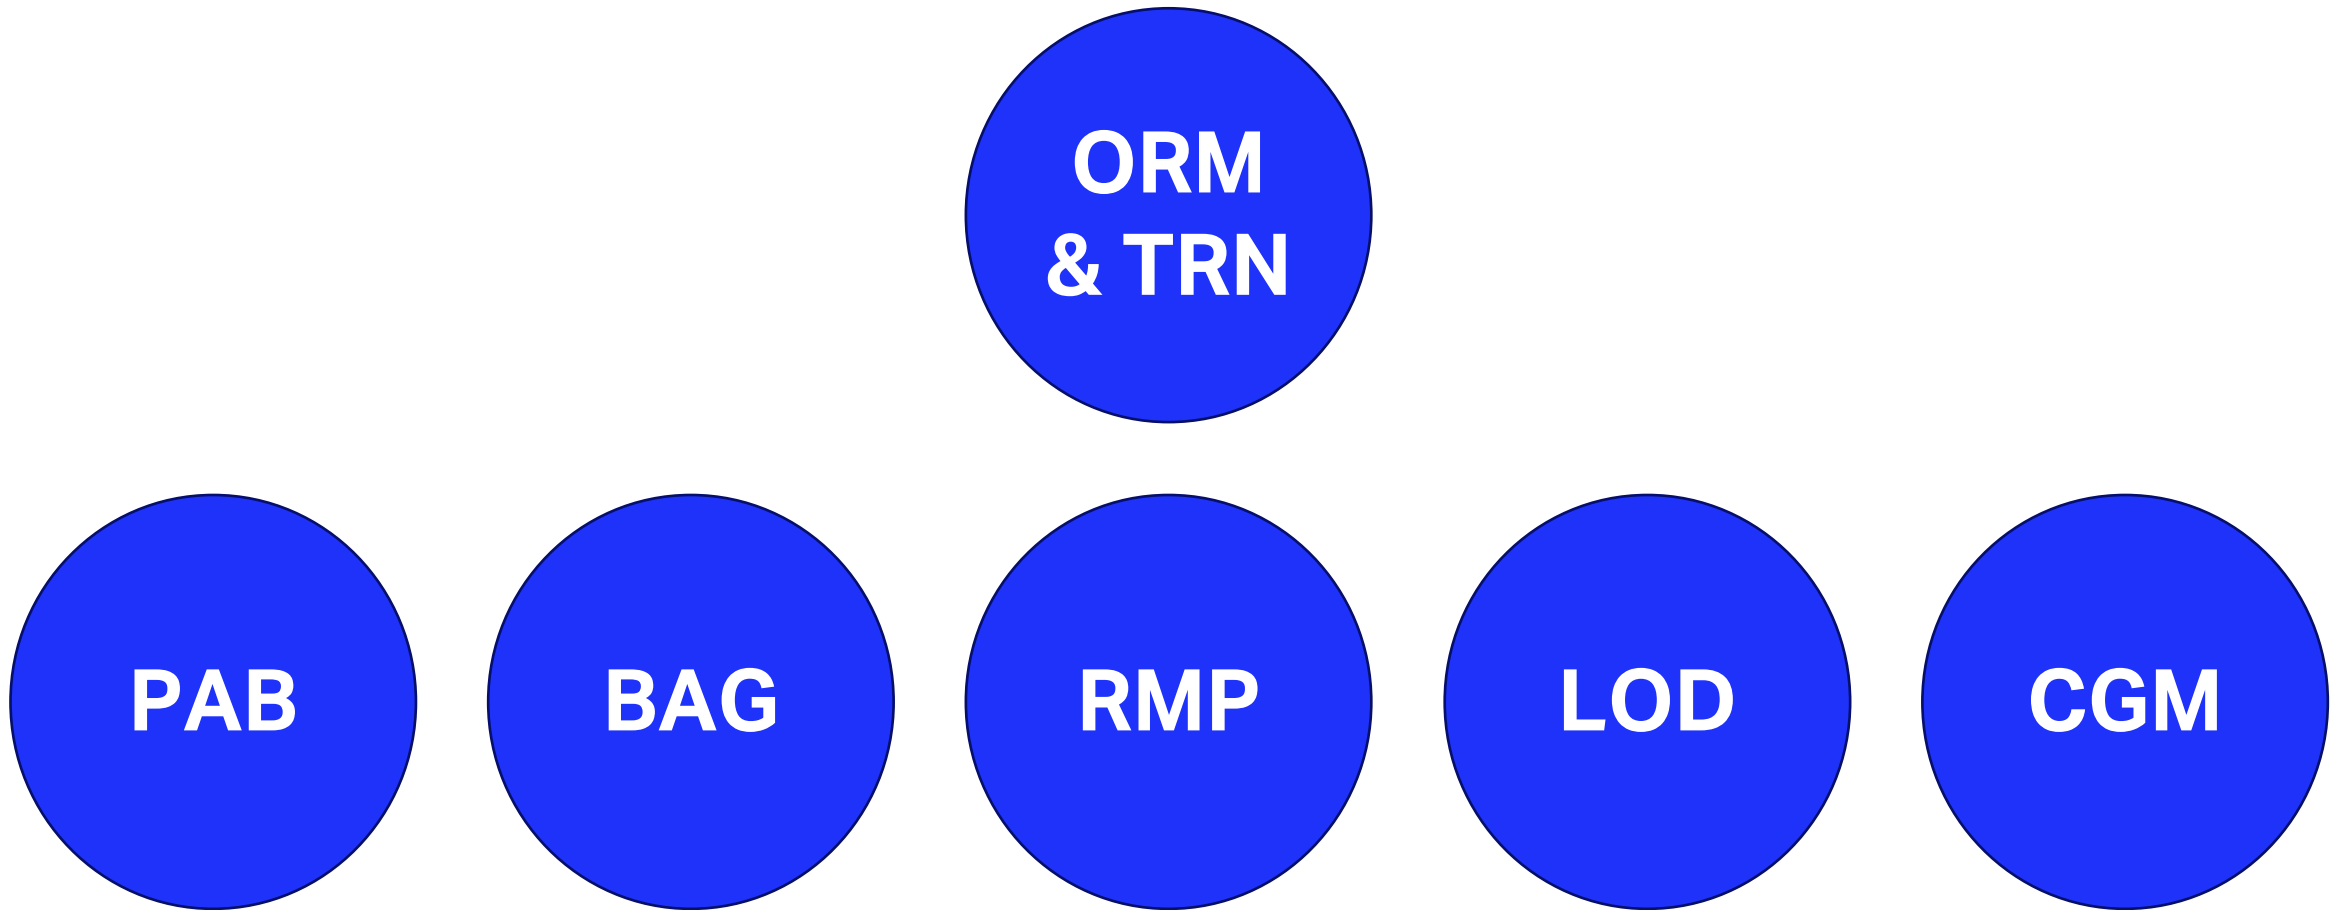 ORM
& TRN
PAB
BAG
RMP
LOD
CGM